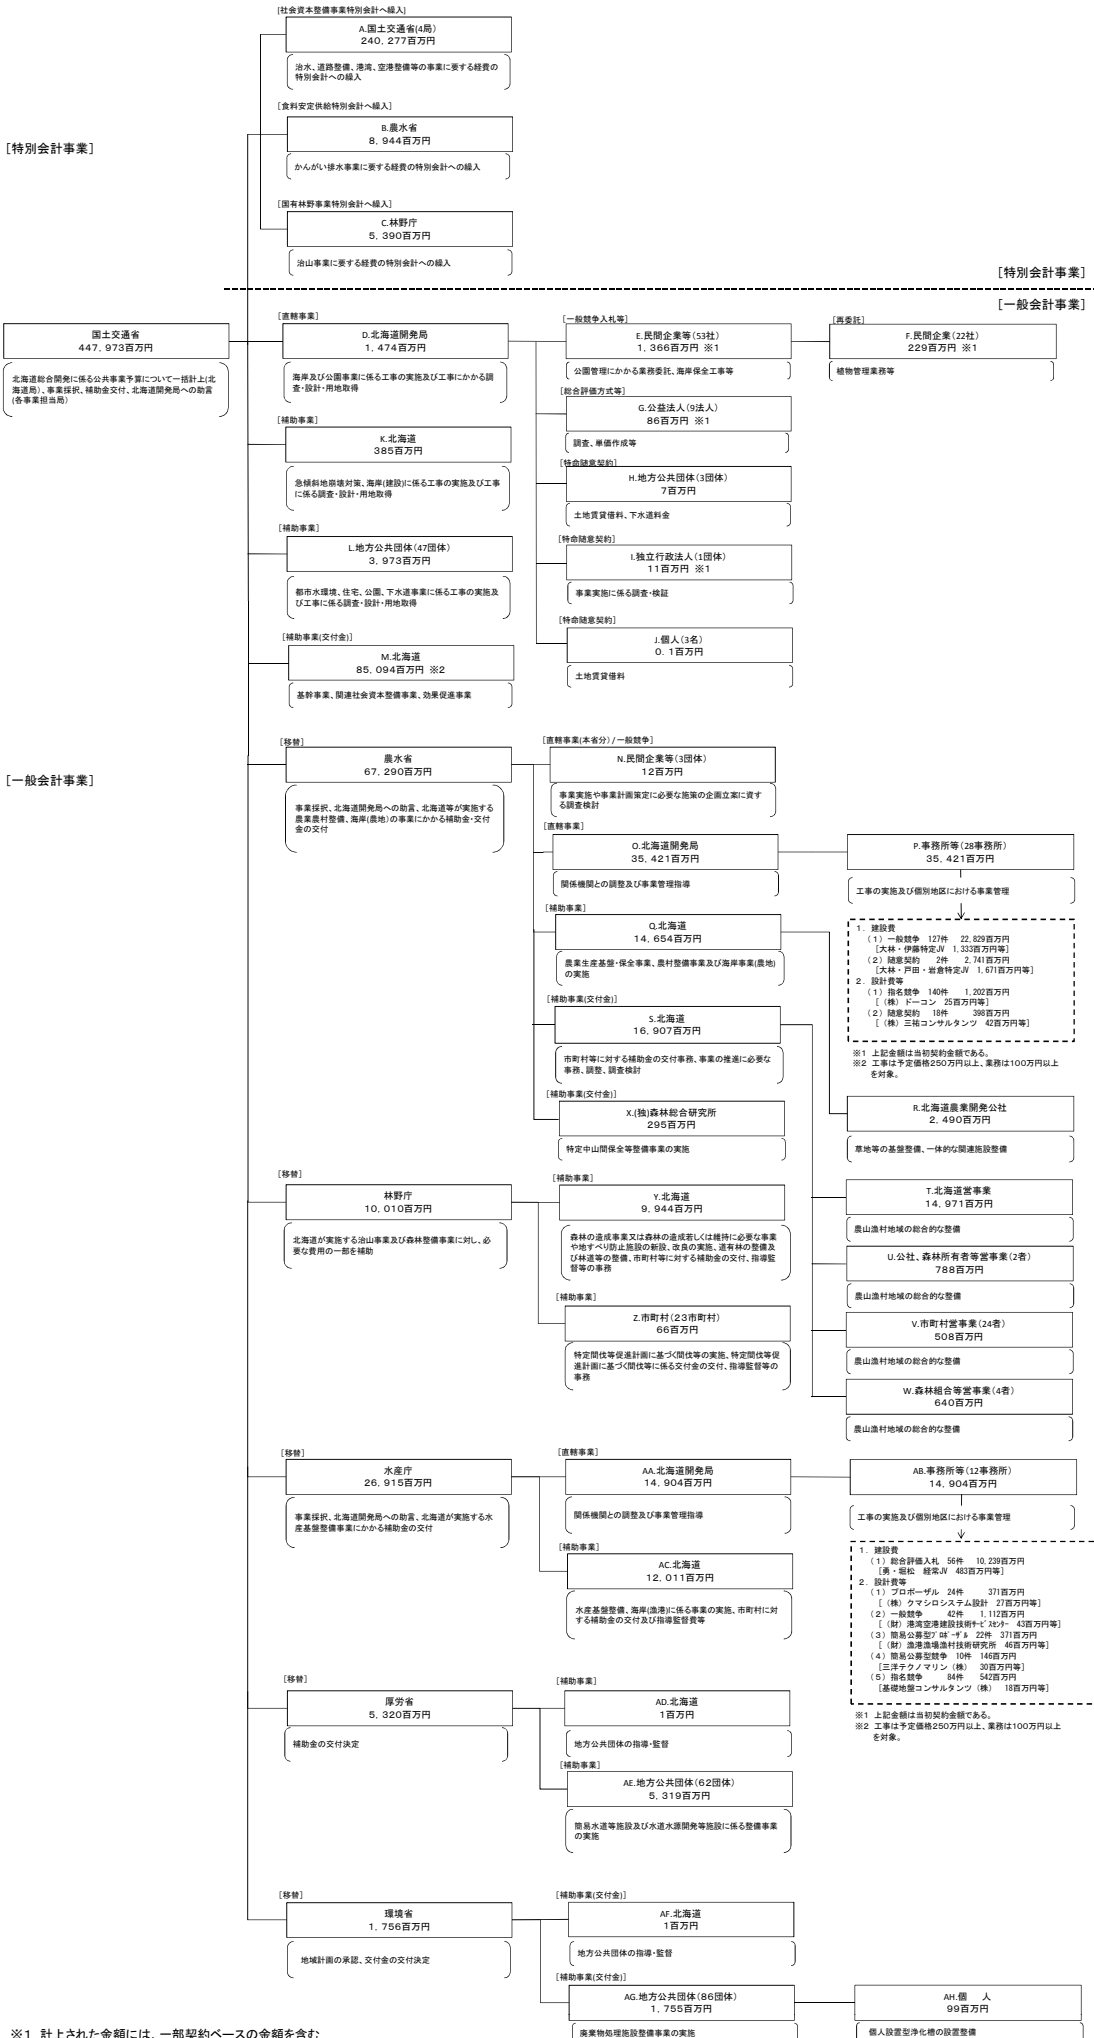 [社会資本整備事業特別会計へ繰入]
A.国土交通省(4局)
240,277百万円
治水、道路整備、港湾、空港整備等の事業に要する経費の
特別会計への繰入
[食料安定供給特別会計へ繰入]
B.農水省
8,944百万円
[特別会計事業]
かんがい排水事業に要する経費の特別会計への繰入
[国有林野事業特別会計へ繰入]
C.林野庁
5,390百万円
治山事業に要する経費の特別会計への繰入
[特別会計事業]
[一般会計事業]
国土交通省
447,973百万円
北海道総合開発に係る公共事業予算について一括計上(北
海道局)、事業採択、補助金交付、北海道開発局への助言
(各事業担当局)
[直轄事業]
D.北海道開発局
1,474百万円
海岸及び公園事業に係る工事の実施及び工事にかかる調
査・設計・用地取得
[一般競争入札等]
E.民間企業等(53社)
1,366百万円 ※1
公園管理にかかる業務委託、海岸保全工事等
[再委託]
F.民間企業(22社)
229百万円 ※1
植物管理業務等
[総合評価方式等]
G.公益法人(9法人)
86百万円 ※1
調査、単価作成等
[特命随意契約]
H.地方公共団体(3団体)
7百万円
土地賃貸借料、下水道料金
[特命随意契約]
I.独立行政法人(1団体)
11百万円 ※1
事業実施に係る調査・検証
[特命随意契約]
J.個人(3名)
0.1百万円
土地賃貸借料
[補助事業]
K.北海道
385百万円
急傾斜地崩壊対策、海岸(建設)に係る工事の実施及び工事
に係る調査・設計・用地取得
[補助事業]
L.地方公共団体(47団体)
3,973百万円
都市水環境、住宅、公園、下水道事業に係る工事の実施及
び工事に係る調査・設計・用地取得
[補助事業(交付金)]
M.北海道
85,094百万円 ※2
基幹事業、関連社会資本整備事業、効果促進事業
[一般会計事業]
[移替]
農水省
67,290百万円
事業採択、北海道開発局への助言、北海道等が実施する
農業農村整備、海岸(農地)の事業にかかる補助金・交付
金の交付
[直轄事業(本省分)/一般競争]
N.民間企業等(3団体)
12百万円
事業実施や事業計画策定に必要な施策の企画立案に資す
る調査検討
[直轄事業]
O.北海道開発局
35,421百万円
関係機関との調整及び事業管理指導
P.事務所等(28事務所)
35,421百万円
工事の実施及び個別地区における事業管理
1. 建設費
(1)一般競争 127件 22,829百万円
[大林・伊藤特定JV 1,333百万円等]
(2)随意契約 2件 2,741百万円
[大林・戸田・岩倉特定JV 1,671百万円等]
2. 設計費等
(1)指名競争 140件 1,202百万円
[(株)ドーコン 25百万円等]
(2)随意契約 18件 398百万円
[(株)三祐コンサルタンツ 42百万円等]
※1 上記金額は当初契約金額である。
※2 工事は予定価格250万円以上、業務は100万円以上
を対象。
[補助事業]
Q.北海道
14,654百万円
農業生産基盤・保全事業、農村整備事業及び海岸事業(農地)
の実施
R.北海道農業開発公社
2,490百万円
草地等の基盤整備、一体的な関連施設整備
[補助事業(交付金)]
S.北海道
16,907百万円
市町村等に対する補助金の交付事務、事業の推進に必要な
事務、調整、調査検討
T.北海道営事業
14,971百万円
農山漁村地域の総合的な整備
U.公社、森林所有者等営事業(2者)
788百万円
農山漁村地域の総合的な整備
V.市町村営事業(24者)
508百万円
農山漁村地域の総合的な整備
W.森林組合等営事業(4者)
640百万円
農山漁村地域の総合的な整備
[補助事業(交付金)]
X.(独)森林総合研究所
295百万円
特定中山間保全等整備事業の実施
[移替]
林野庁
10,010百万円
北海道が実施する治山事業及び森林整備事業に対し、必
要な費用の一部を補助
[補助事業]
Y.北海道
9,944百万円
森林の造成事業又は森林の造成若しくは維持に必要な事業
や地すべり防止施設の新設、改良の実施、道有林の整備及
び林道等の整備、市町村等に対する補助金の交付、指導監
督等の事務
[補助事業]
Z.市町村(23市町村)
66百万円
特定間伐等促進計画に基づく間伐等の実施、特定間伐等促
進計画に基づく間伐等に係る交付金の交付、指導監督等の
事務
[移替]
水産庁
26,915百万円
事業採択、北海道開発局への助言、北海道が実施する水
産基盤整備事業にかかる補助金の交付
[直轄事業]
AA.北海道開発局
14,904百万円
関係機関との調整及び事業管理指導
AB.事務所等(12事務所)
14,904百万円
工事の実施及び個別地区における事業管理
1. 建設費
(1)総合評価入札 56件 10,239百万円
[勇・堀松 経常JV 483百万円等]
2. 設計費等
(1)プロポーザル 24件 371百万円
[(株)クマシロシステム設計 27百万円等]
(2)一般競争 42件 1,112百万円
[(財)港湾空港建設技術サービスセンター 43百万円等]
(3)簡易公募型プロポーザル 22件 371百万円
[(財)漁港漁場漁村技術研究所 46百万円等]
(4)簡易公募型競争 10件 146百万円
[三洋テクノマリン(株) 30百万円等]
(5)指名競争 84件 542百万円
[基礎地盤コンサルタンツ(株) 18百万円等]
※1 上記金額は当初契約金額である。
※2 工事は予定価格250万円以上、業務は100万円以上
を対象。
[補助事業]
AC.北海道
12,011百万円
水産基盤整備、海岸(漁港)に係る事業の実施、市町村に対
する補助金の交付及び指導監督費等
[移替]
厚労省
5,320百万円
補助金の交付決定
[補助事業]
AD.北海道
1百万円
地方公共団体の指導・監督
[補助事業]
AE.地方公共団体(62団体)
5,319百万円
簡易水道等施設及び水道水源開発等施設に係る整備事業
の実施
[移替]
環境省
1,756百万円
地域計画の承認、交付金の交付決定
[補助事業(交付金)]
AF.北海道
1百万円
地方公共団体の指導・監督
[補助事業(交付金)]
AG.地方公共団体(86団体)
1,755百万円
廃棄物処理施設整備事業の実施
AH.個 人
99百万円
個人設置型浄化槽の設置整備
※1 計上された金額には、一部契約ベースの金額を含む